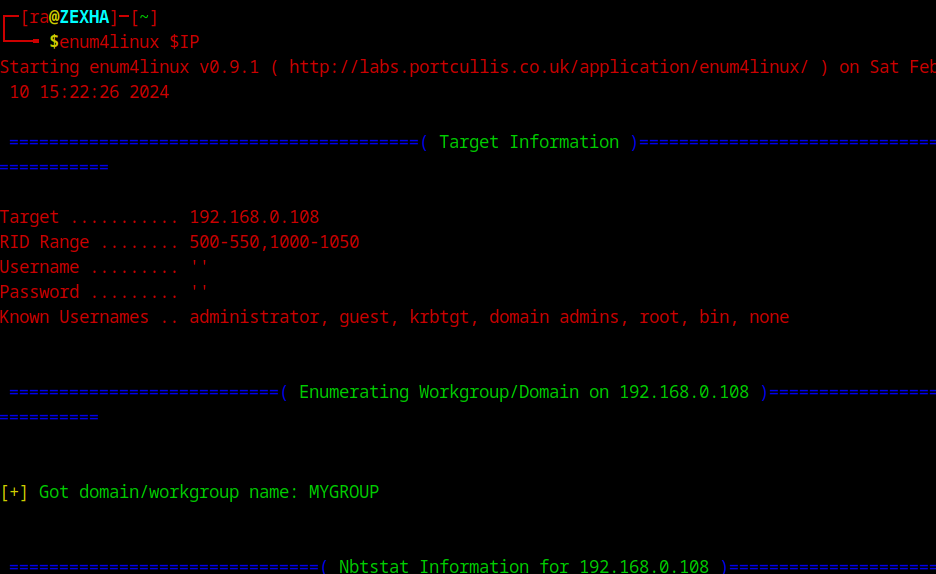 ┌─[ra@ZEXHA]─[~]
└──╼ $enum4linux $IP
Starting enum4linux v0.9.1 ( http://labs.portcullis.co.uk/application/enum4linux/ ) on Sat Feb
 10 15:22:26 2024
 =========================================( Target Information )==============================
===========
Target ........... 192.168.0.108
RID Range ........ 500-550,1000-1050
Username ......... ''
Password ......... ''
Known Usernames .. administrator, guest, krbtgt, domain admins, root, bin, none
 ===========================( Enumerating Workgroup/Domain on 192.168.0.108 )=================
==========
[+] Got domain/workgroup name: MYGROUP
 ===============================( Nbtstat Information for 192.168.0.108 )=====================